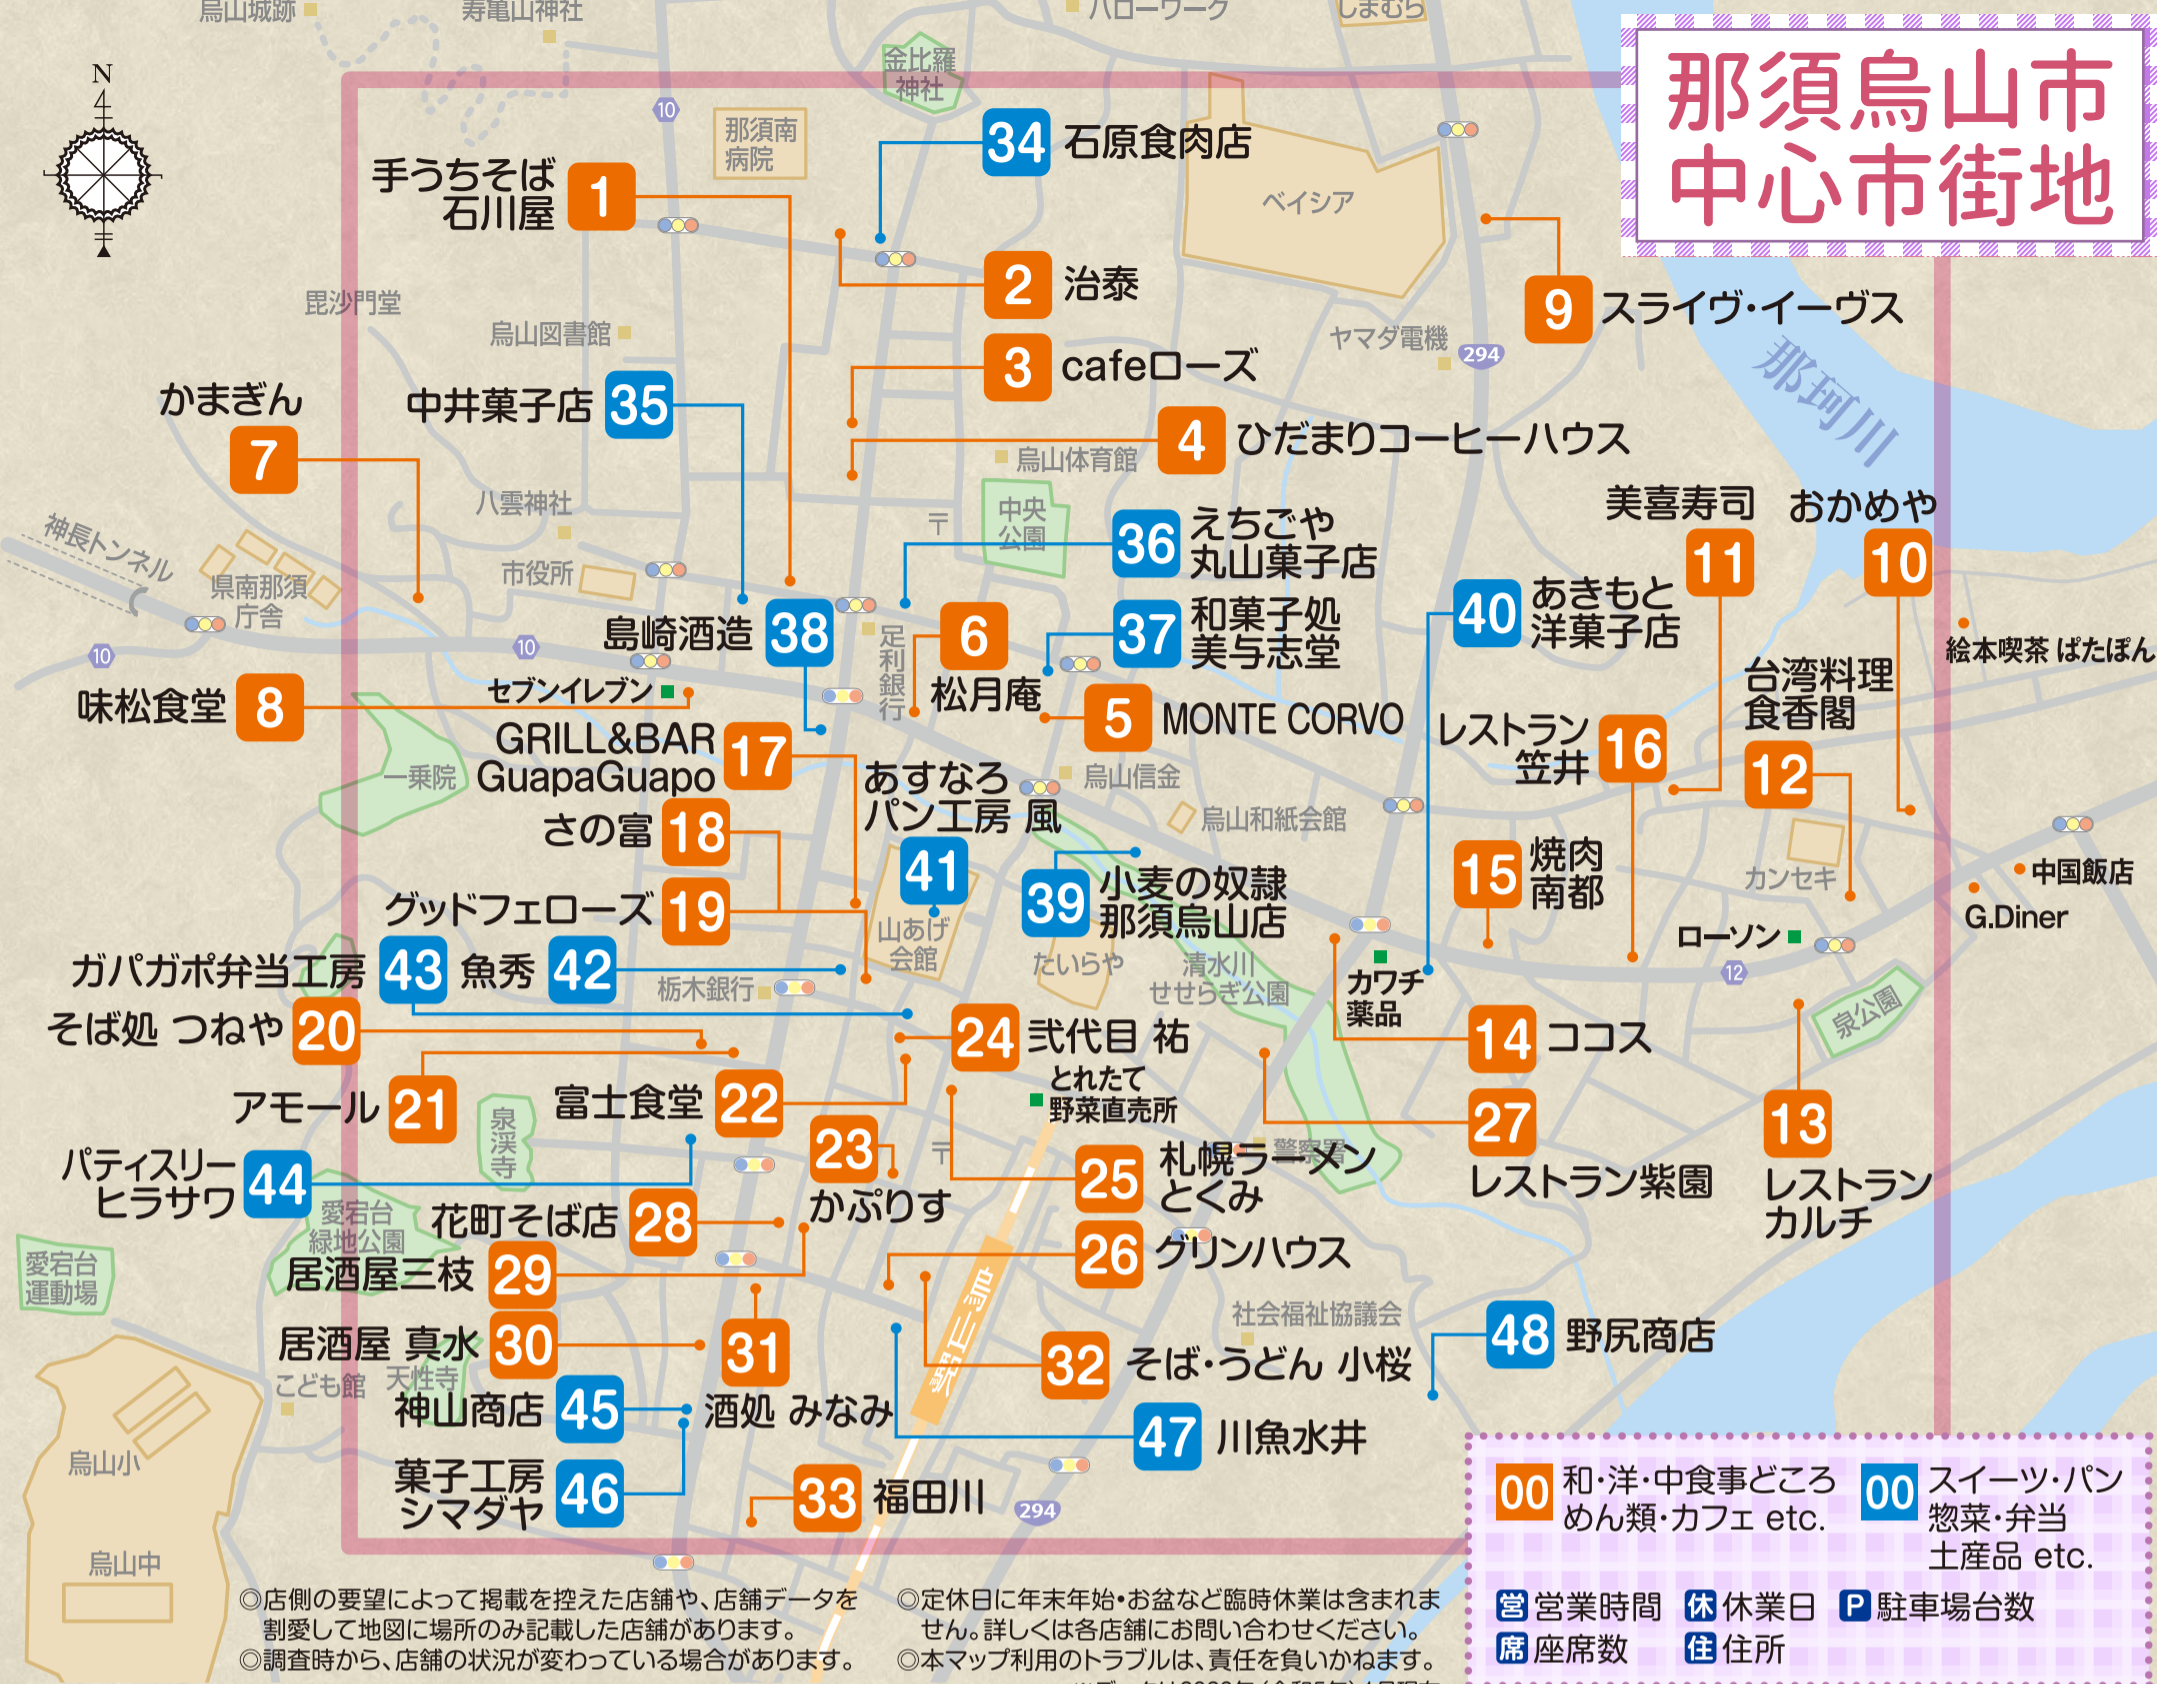 那須烏山市
中心市街地
烏山城跡
寿亀山神社
ハローワーク
しまむら
金比羅
神社
N
10
那須南
病院
34 石原食肉店
手うちそば
石川屋
1
ベイシア
2 治泰
9 スライヴ・イーヴス
毘沙門堂
烏山図書館
ヤマダ電機
294
那珂川
3 cafeローズ
かまぎん
7
中井菓子店 35
4 ひだまりコーヒーハウス
烏山体育館
八雲神社
〒
中央
公園
36 えちごや
丸山菓子店
美喜寿司
11
おかめや
10
神長トンネル
県南那須
庁舎
市役所
島崎酒造 38
足利銀行
6
松月庵
37 和菓子処
美与志堂
40 あきもと
洋菓子店
絵本喫茶 ぱたぽん
10
10
味松食堂 8
セブンイレブン
5 MONTE CORVO
台湾料理
食香閣
12
レストラン
笠井
16
GRILL&BAR
GuapaGuapo
17
一乗院
あすなろ
パン工房 風
41
烏山信金
烏山和紙会館
さの富 18
39 小麦の奴隷
那須烏山店
15 焼肉
南都
カンセキ
中国飯店
G.Diner
グッドフェローズ 19
山あげ
会館
たいらや
清水川
せせらぎ公園
ローソン
12
ガパガポ弁当工房 43
魚秀 42
栃木銀行
カワチ
薬品
泉公園
そば処 つねや 20
24 弐代目 祐
14 ココス
とれたて
野菜直売所
アモール 21
富士食堂 22
泉渓寺
23
かぷりす
〒
27
レストラン紫園
13
レストラン
カルチ
警察署
25 札幌ラーメン
とくみ
パティスリー
ヒラサワ
44
愛宕台
緑地公園
花町そば店 28
愛宕台
運動場
居酒屋三枝 29
26 グリンハウス
烏山駅
社会福祉協議会
居酒屋 真水 30
31
酒処 みなみ
32 そば・うどん 小桜
48 野尻商店
こども館
天性寺
神山商店 45
47 川魚水井
烏山小
菓子工房
シマダヤ
46
33 福田川
294
烏山中
00 和・洋・中食事どころ
めん類・カフェ etc.
00 スイーツ・パン
惣菜・弁当
土産品 etc.
営 営業時間 休 休業日 P 駐車場台数
席 座席数 住 住所
◎店側の要望によって掲載を控えた店舗や、店舗データを
割愛して地図に場所のみ記載した店舗があります。
◎調査時から、店舗の状況が変わっている場合があります。
◎定休日に年末年始・お盆など臨時休業は含まれま
せん。詳しくは各店舗にお問い合わせください。
◎本マップ利用のトラブルは、責任を負いかねます。